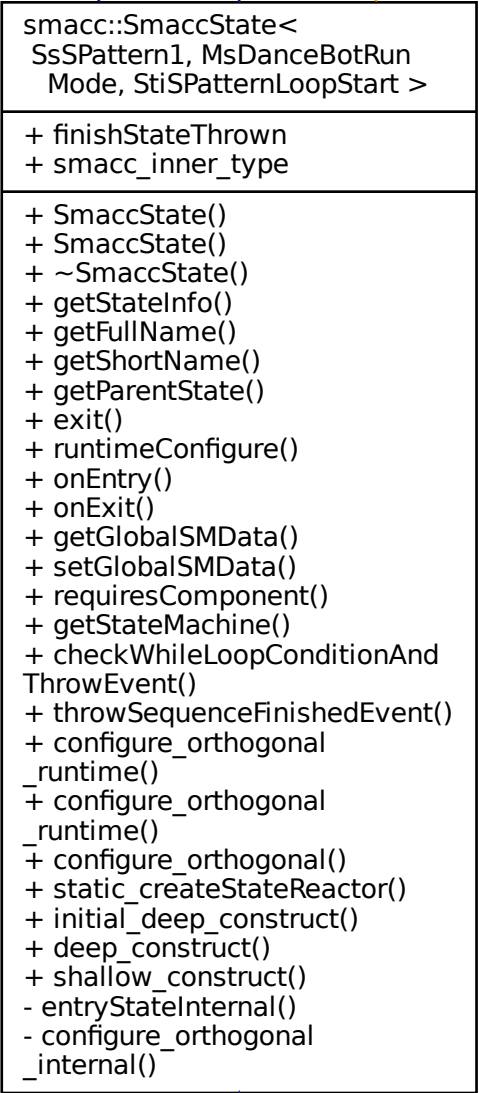 smacc::SmaccState<
SsSPattern1, MsDanceBotRun
Mode, StiSPatternLoopStart >
+ finishStateThrown
+ smacc_inner_type
+ SmaccState()
+ SmaccState()
+ ~SmaccState()
+ getStateInfo()
+ getFullName()
+ getShortName()
+ getParentState()
+ exit()
+ runtimeConfigure()
+ onEntry()
+ onExit()
+ getGlobalSMData()
+ setGlobalSMData()
+ requiresComponent()
+ getStateMachine()
+ checkWhileLoopConditionAnd
ThrowEvent()
+ throwSequenceFinishedEvent()
+ configure_orthogonal
_runtime()
+ configure_orthogonal
_runtime()
+ configure_orthogonal()
+ static_createStateReactor()
+ initial_deep_construct()
+ deep_construct()
+ shallow_construct()
- entryStateInternal()
- configure_orthogonal
_internal()